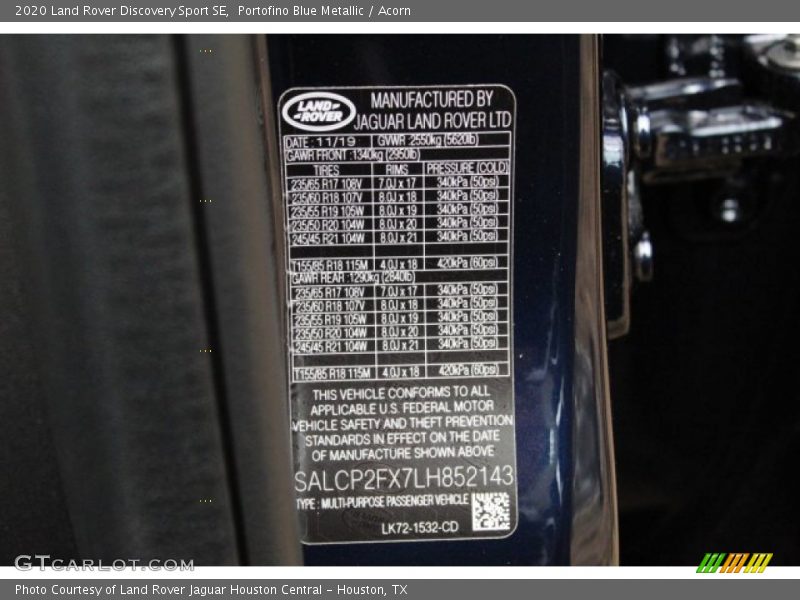 2020 Land Rover Discovery Sport SE, Portofino Blue Metallic / Acorn
LAND-
-ROVER
MANUFACTURED BY
JAGUAR LAND ROVER LTD
DATE : 11/19 GVWR :2550kg (5620lb)
GAWR FRONT :1340kg (2950lb)
TIRES RIMS PRESSURE (COLD)
235/65 R17 108V 7.0J x 17 340kPa (50psi)
235/60 R18 107V 8.0J x 18 340kPa (50psi)
235/55 R19 105W 8.0J x 19 340kPa (50psi)
235/50 R20 104W 8.0J x 20 340kPa (50psi)
245/45 R21 104W 8.0J x 21 340kPa (50psi)
T155/85 R18 115M 4.0J x 18 420kPa (60psi)
GAWR REAR :1290kg (2840lb)
235/65 R17 108V 7.0J x 17 340kPa (50psi)
235/60 R18 107V 8.0J x 18 340kPa (50psi)
235/55 R19 105W 8.0J x 19 340kPa (50psi)
235/50 R20 104W 8.0J x 20 340kPa (50psi)
245/45 R21 104W 8.0J x 21 340kPa (50psi)
T155/85 R18 115M 4.0J x 18 420kPa (60psi)
THIS VEHICLE CONFORMS TO ALL
APPLICABLE U.S. FEDERAL MOTOR
VEHICLE SAFETY AND THEFT PREVENTION
STANDARDS IN EFFECT ON THE DATE
OF MANUFACTURE SHOWN ABOVE
SALCP2FX7LH852143
TYPE : MULTI-PURPOSE PASSENGER VEHICLE
LK72-1532-CD
GTCarLot.com
Photo Courtesy of Land Rover Jaguar Houston Central - Houston, TX